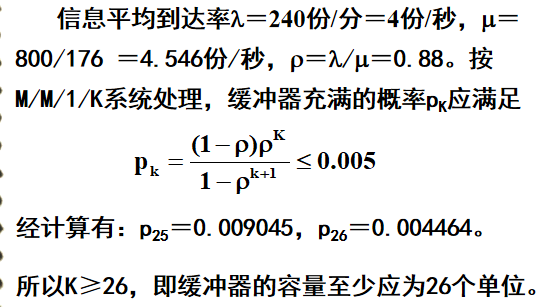 信息平均到达率λ＝240份/分＝4份/秒，μ＝
800/176 ＝4.546份/秒，ρ＝λ/μ＝0.88。按
M/M/1/K系统处理，缓冲器充满的概率pK应满足
p_k = \frac{(1-ρ)ρ^K}{1-ρ^{k+1}} ≤ 0.005
经计算有：p25＝0.009045，p26＝0.004464。
所以K≥26，即缓冲器的容量至少应为26个单位。